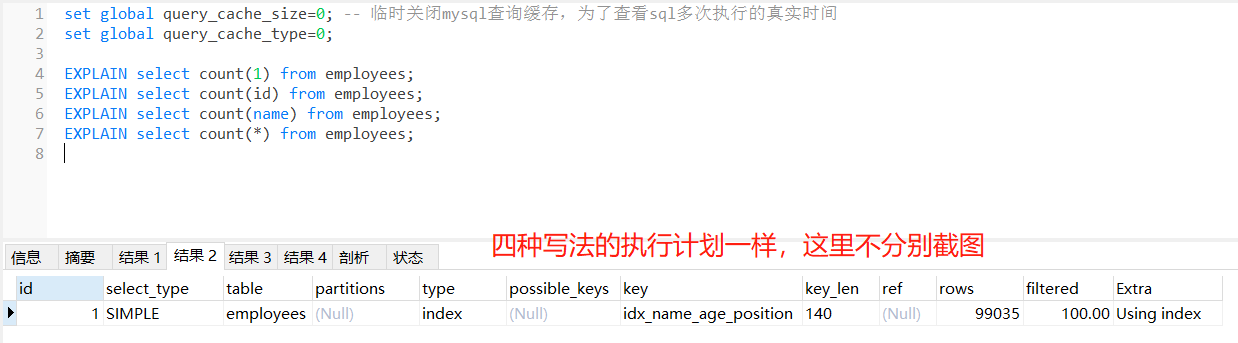 1 set global query_cache_size=0; -- 临时关闭mysql查询缓存，为了查看sql多次执行的真实时间
2 set global query_cache_type=0;
3
4 EXPLAIN select count(1) from employees;
5 EXPLAIN select count(id) from employees;
6 EXPLAIN select count(name) from employees;
7 EXPLAIN select count(*) from employees;
8
四种写法的执行计划一样，这里不分别截图
信息 摘要 结果 1 结果 2 结果 3 结果 4 剖析 状态
id select_type table partitions type possible_keys key key_len ref rows filtered Extra
1 SIMPLE employees (Null) index (Null) idx_name_age_position 140 (Null) 99035 100.00 Using index